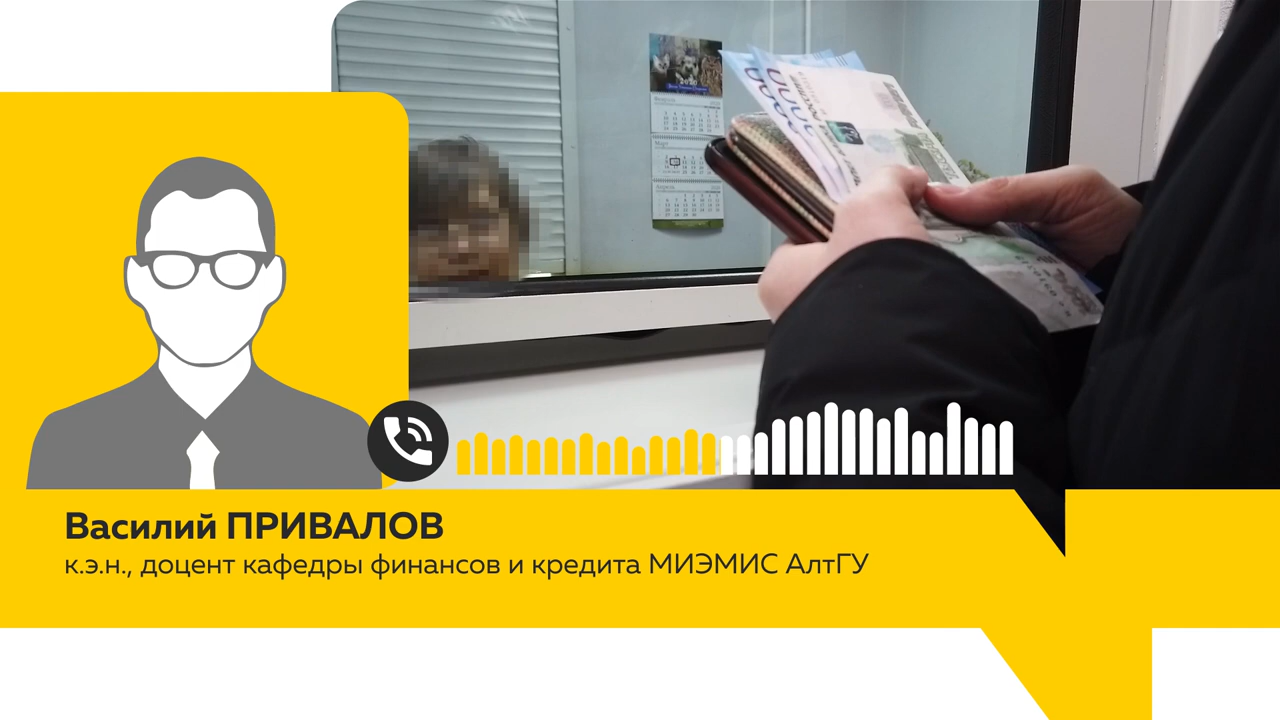 Василий ПРИВАЛОВ
к.э.н., доцент кафедры финансов и кредита МИЭМИС АлтГУ